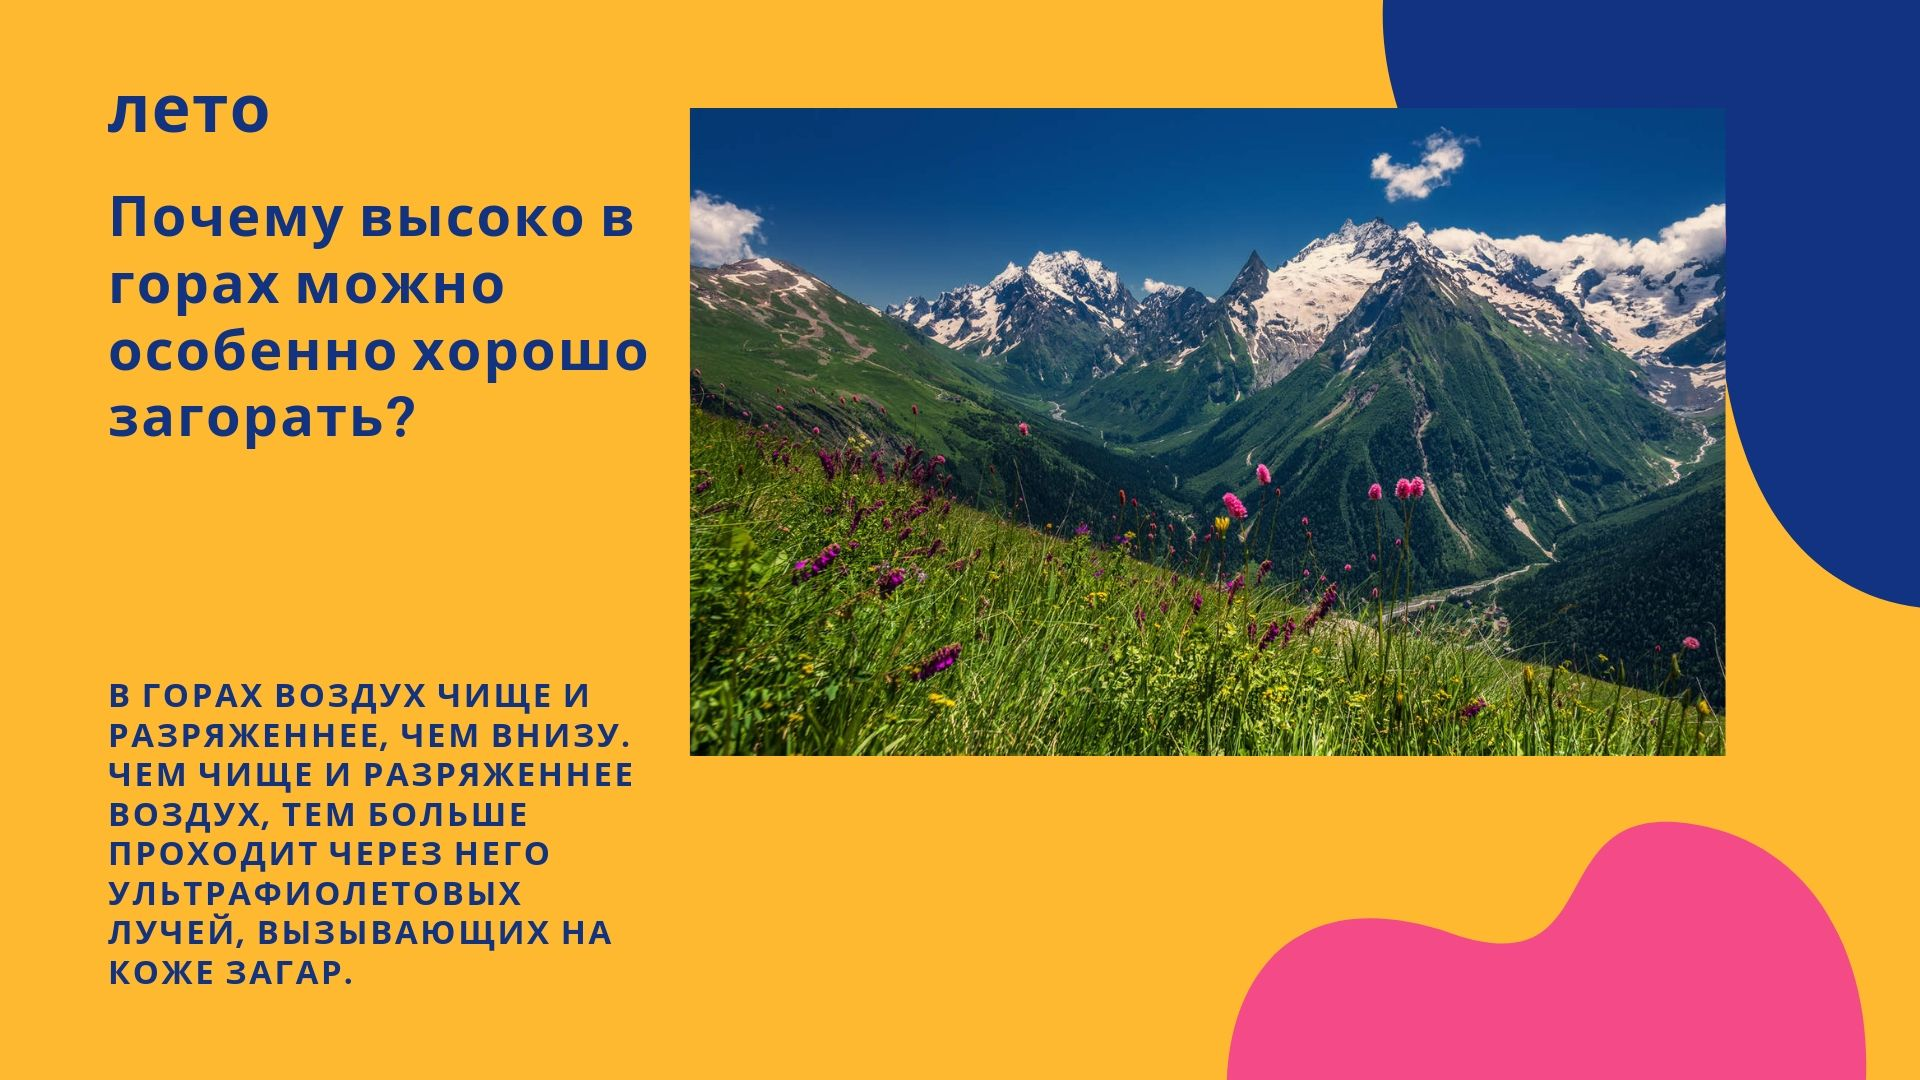 лето
Почему высоко в
горах можно
особенно хорошо
загорать?
В ГОРАХ ВОЗДУХ ЧИЩЕ И
РАЗРЯЖЕННЕЕ, ЧЕМ ВНИЗУ.
ЧЕМ ЧИЩЕ И РАЗРЯЖЕННЕЕ
ВОЗДУХ, ТЕМ БОЛЬШЕ
ПРОХОДИТ ЧЕРЕЗ НЕГО
УЛЬТРАФИОЛЕТОВЫХ
ЛУЧЕЙ, ВЫЗЫВАЮЩИХ НА
КОЖЕ ЗАГАР.